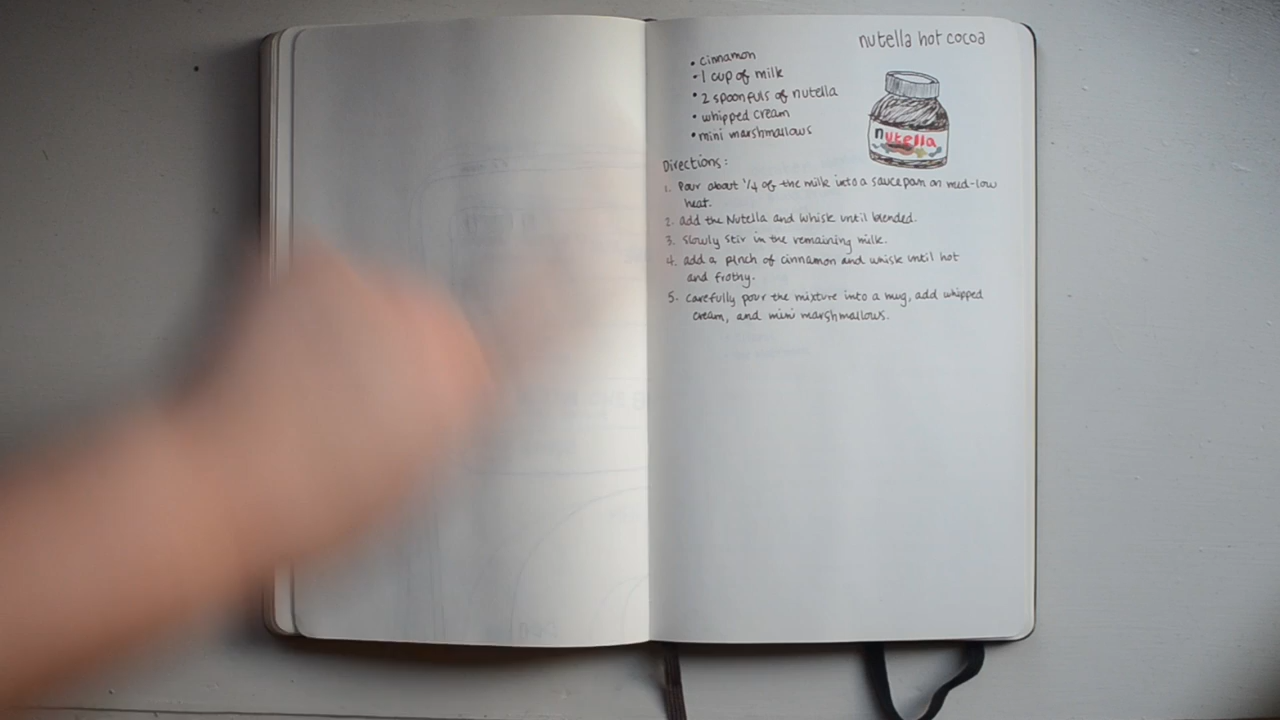 nutella hot cocoa
• cinnamon
• 1 cup of milk
• 2 spoonfuls of nutella
• whipped cream
• mini marshmallows
nutella
Directions:
1. Pour about 1/4 of the milk into a saucepan on med-low
heat.
2. add the Nutella and whisk until blended.
3. Slowly stir in the remaining milk.
4. add a pinch of cinnamon and whisk until hot
and frothy.
5. Carefully pour the mixture into a mug, add whipped
cream, and mini marshmallows.